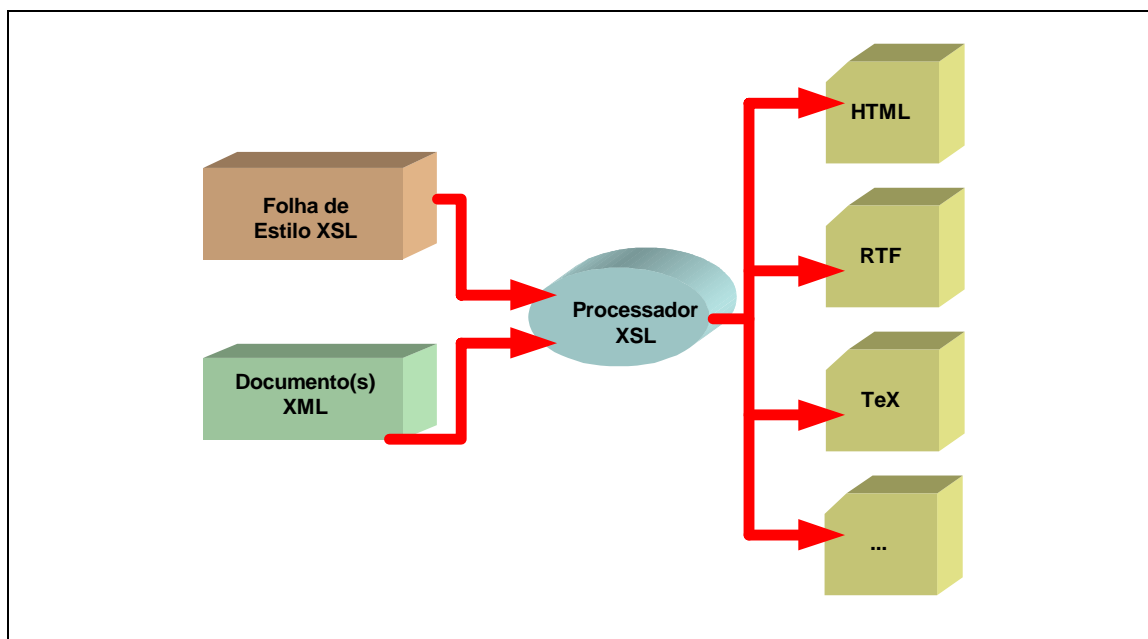 Folha de
Estilo XSL
Documento(s)
XML
Processador
XSL
HTML
RTF
TeX
...